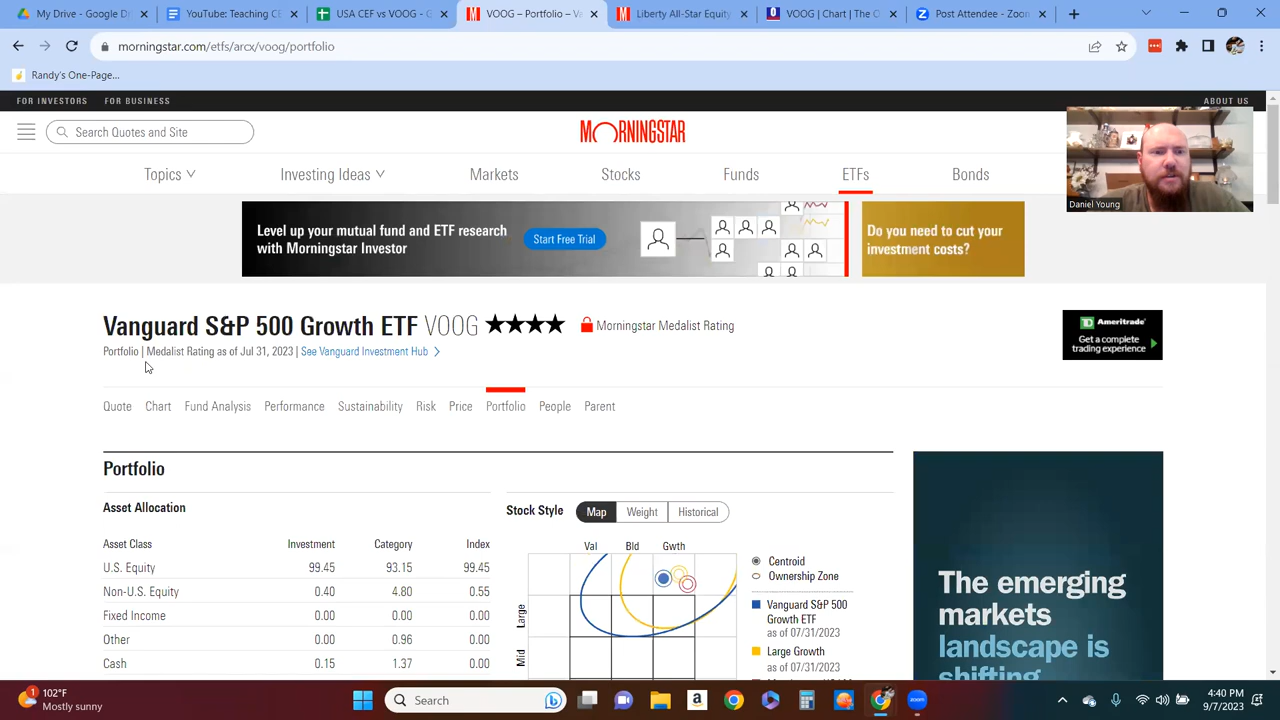 Google Drive
YouTube: Teaching CE
USA CEF vs VOOG - G
VOOG – Portfolio – Va
Liberty All-Star Equity
VOOG | Chart | The O
Post Attendee - Zoom
morningstar.com/etfs/arcx/voog/portfolio
Randy's One-Page...
FOR INVESTORS FOR BUSINESS ABOUT US
Search Quotes and Site
MORNINGSTAR
Topics Investing Ideas Markets Stocks Funds ETFs Bonds
Daniel Young
Level up your mutual fund and ETF research
with Morningstar Investor
Start Free Trial
Do you need to cut your
investment costs?
Vanguard S&P 500 Growth ETF VOOG ★★★★ Morningstar Medalist Rating
Portfolio | Medalist Rating as of Jul 31, 2023 | See Vanguard Investment Hub
TD Ameritrade
Get a complete
trading experience
Quote Chart Fund Analysis Performance Sustainability Risk Price Portfolio People Parent
Portfolio
Asset Allocation
Asset Class Investment Category Index
U.S. Equity 99.45 93.15 99.45
Non-U.S. Equity 0.40 4.80 0.55
Fixed Income 0.00 0.00 0.00
Other 0.00 0.96 0.00
Cash 0.15 1.37 0.00
Stock Style Map Weight Historical
Val Bld Gwth
Large
Mid
Centroid
Ownership Zone
Vanguard S&P 500
Growth ETF
as of 07/31/2023
Large Growth
as of 07/31/2023
The emerging
markets
landscape is
shifting
1
102°F
Mostly sunny
Search
zoom
4:40 PM
9/7/2023